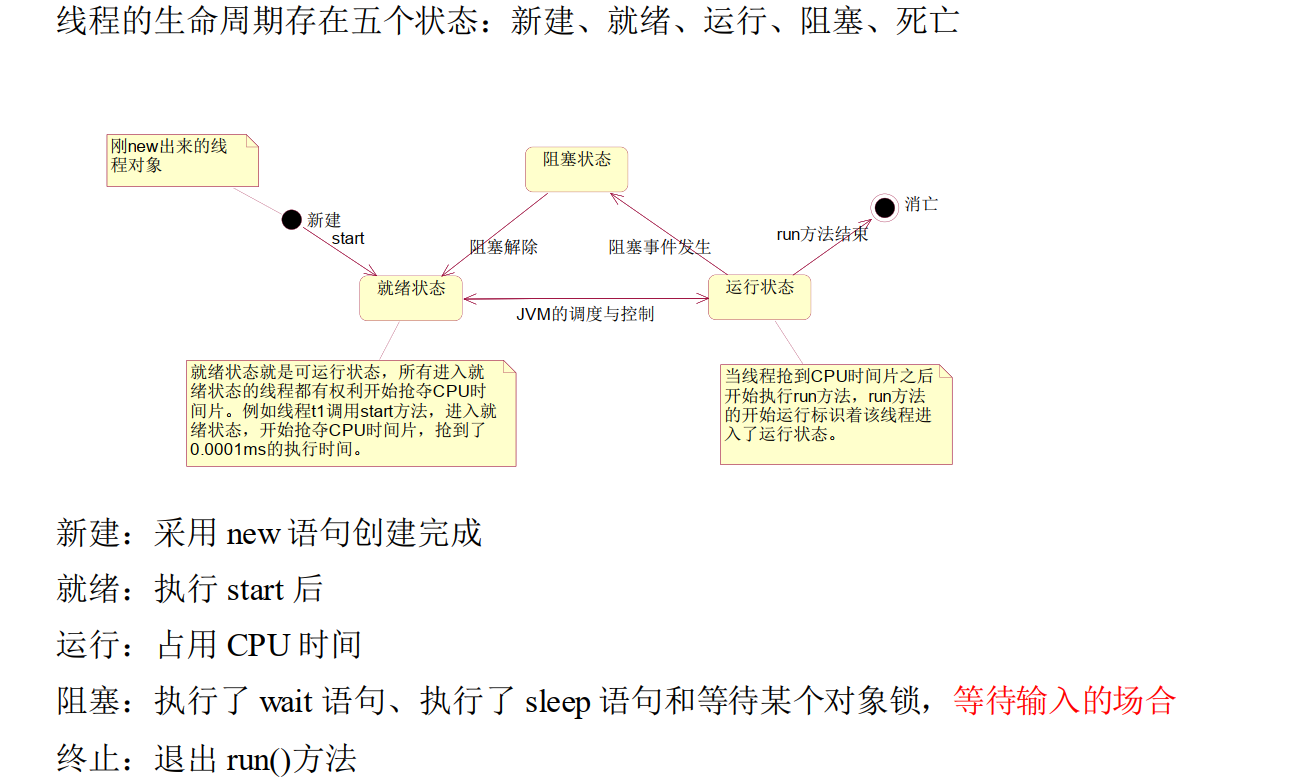 线程的生命周期存在五个状态：新建、就绪、运行、阻塞、死亡
刚new出来的线
程对象
阻塞状态
新建
start
消亡
阻塞解除
阻塞事件发生
run方法结束
就绪状态
运行状态
JVM的调度与控制
就绪状态就是可运行状态，所有进入就
绪状态的线程都有权利开始抢夺CPU时
间片。例如线程t1调用start方法，进入就
绪状态，开始抢夺CPU时间片，抢到了
0.0001ms的执行时间。
当线程抢到CPU时间片之后
开始执行run方法，run方法
的开始运行标识着该线程进
入了运行状态。
新建：采用 new 语句创建完成
就绪：执行 start 后
运行：占用 CPU 时间
阻塞：执行了 wait 语句、执行了 sleep 语句和等待某个对象锁，等待输入的场合
终止：退出 run()方法